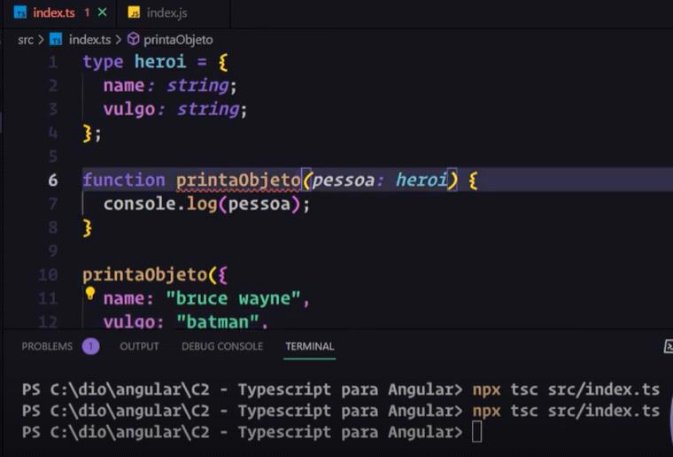 index.ts 1 × index.js
src > index.ts > printaObjeto
1 type heroi = {
2 name: string;
3 vulgo: string;
4 };
5
6 function printaObjeto(pessoa: heroi) {
7 console.log(pessoa);
8 }
9
10 printaObjeto({
11 name: "bruce wayne",
12 vulgo: "batman",
PROBLEMS 1 OUTPUT DEBUG CONSOLE TERMINAL
PS C:\dio\angular\C2 - Typescript para Angular> npx tsc src/index.ts
PS C:\dio\angular\C2 - Typescript para Angular> npx tsc src/index.ts
PS C:\dio\angular\C2 - Typescript para Angular>